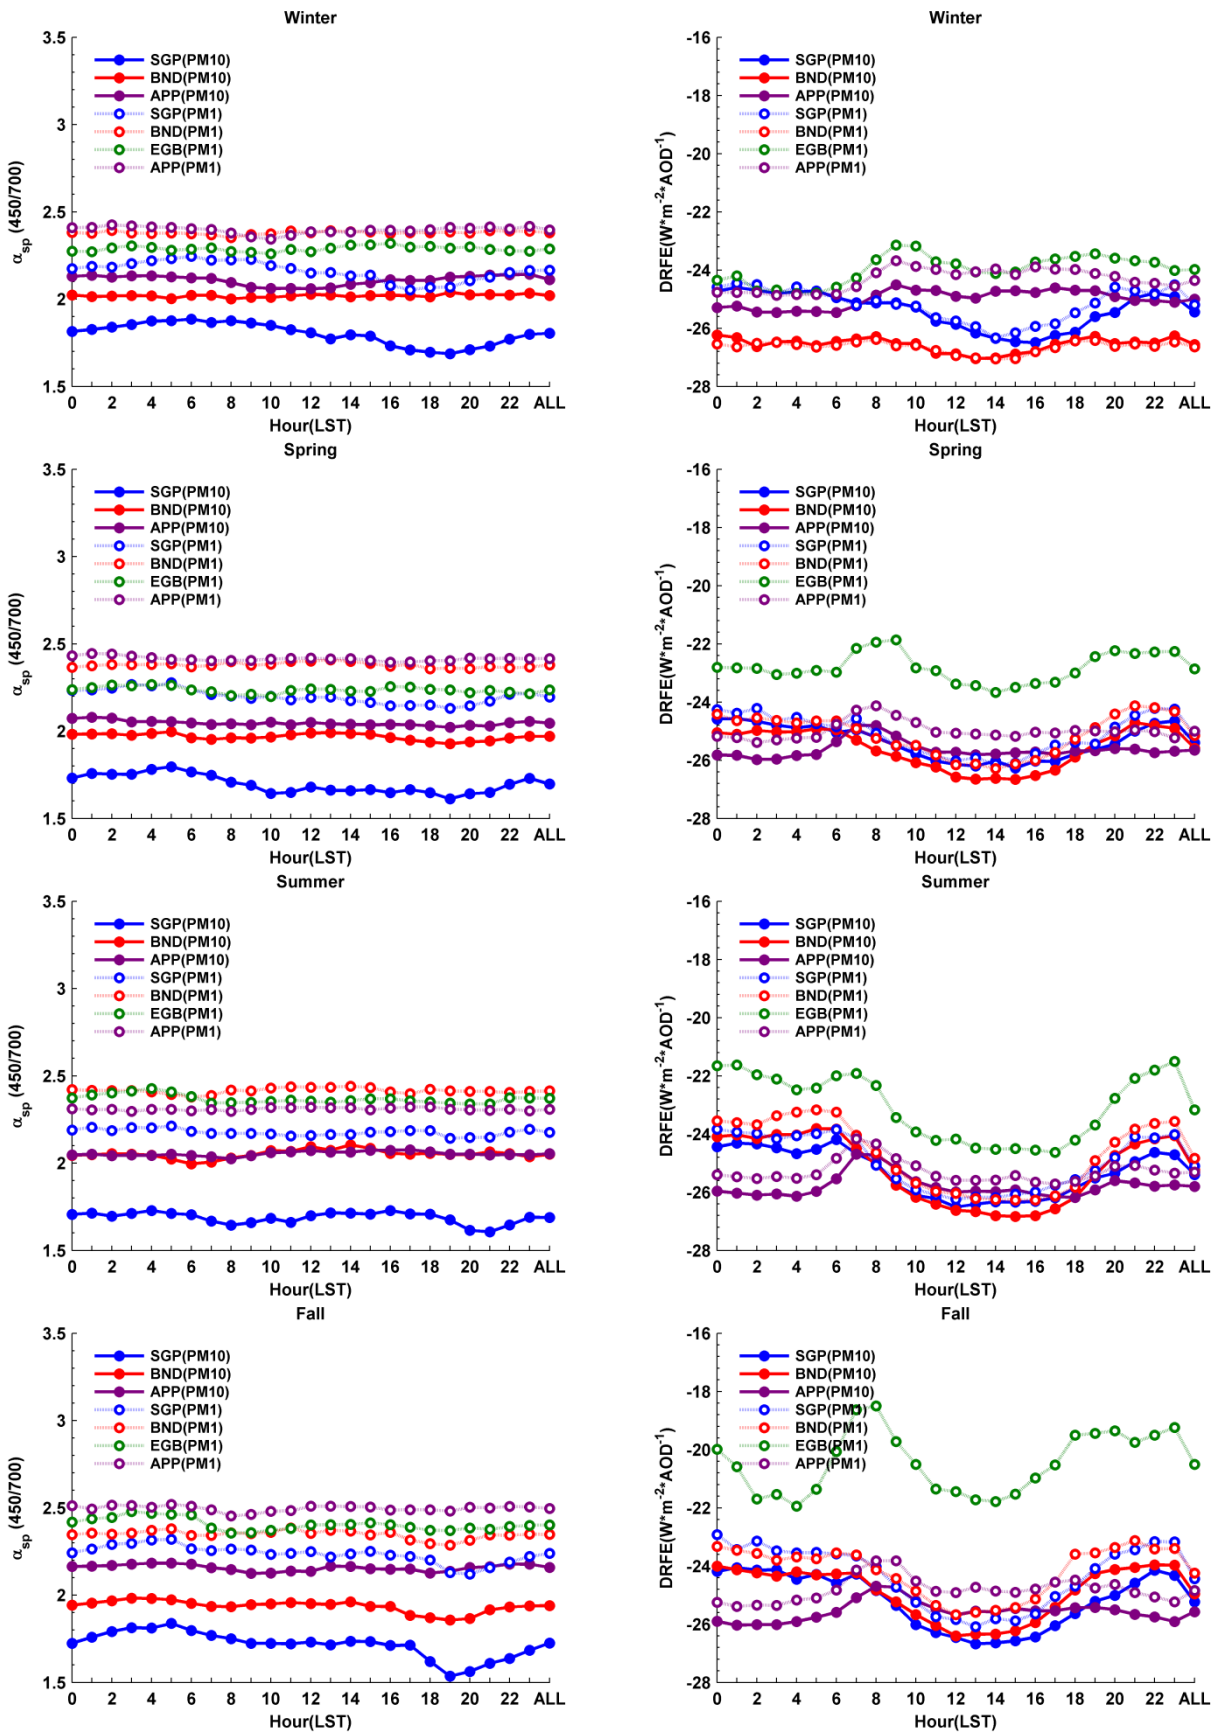 Winter
3.5
3
2.5
2
1.5
α_sp (450/700)
SGP(PM10)
BND(PM10)
APP(PM10)
SGP(PM1)
BND(PM1)
EGB(PM1)
APP(PM1)
0 2 4 6 8 10 12 14 16 18 20 22 ALL
Hour(LST)
Winter
-16
-18
-20
-22
-24
-26
-28
DRFE(W*m^-2*AOD^-1)
SGP(PM10)
BND(PM10)
APP(PM10)
SGP(PM1)
BND(PM1)
EGB(PM1)
APP(PM1)
0 2 4 6 8 10 12 14 16 18 20 22 ALL
Hour(LST)
Spring
3.5
3
2.5
2
1.5
α_sp (450/700)
SGP(PM10)
BND(PM10)
APP(PM10)
SGP(PM1)
BND(PM1)
EGB(PM1)
APP(PM1)
0 2 4 6 8 10 12 14 16 18 20 22 ALL
Hour(LST)
Spring
-16
-18
-20
-22
-24
-26
-28
DRFE(W*m^-2*AOD^-1)
SGP(PM10)
BND(PM10)
APP(PM10)
SGP(PM1)
BND(PM1)
EGB(PM1)
APP(PM1)
0 2 4 6 8 10 12 14 16 18 20 22 ALL
Hour(LST)
Summer
3.5
3
2.5
2
1.5
α_sp (450/700)
SGP(PM10)
BND(PM10)
APP(PM10)
SGP(PM1)
BND(PM1)
EGB(PM1)
APP(PM1)
0 2 4 6 8 10 12 14 16 18 20 22 ALL
Hour(LST)
Summer
-16
-18
-20
-22
-24
-26
-28
DRFE(W*m^-2*AOD^-1)
SGP(PM10)
BND(PM10)
APP(PM10)
SGP(PM1)
BND(PM1)
EGB(PM1)
APP(PM1)
0 2 4 6 8 10 12 14 16 18 20 22 ALL
Hour(LST)
Fall
3.5
3
2.5
2
1.5
α_sp (450/700)
SGP(PM10)
BND(PM10)
APP(PM10)
SGP(PM1)
BND(PM1)
EGB(PM1)
APP(PM1)
0 2 4 6 8 10 12 14 16 18 20 22 ALL
Hour(LST)
Fall
-16
-18
-20
-22
-24
-26
-28
DRFE(W*m^-2*AOD^-1)
SGP(PM10)
BND(PM10)
APP(PM10)
SGP(PM1)
BND(PM1)
EGB(PM1)
APP(PM1)
0 2 4 6 8 10 12 14 16 18 20 22 ALL
Hour(LST)